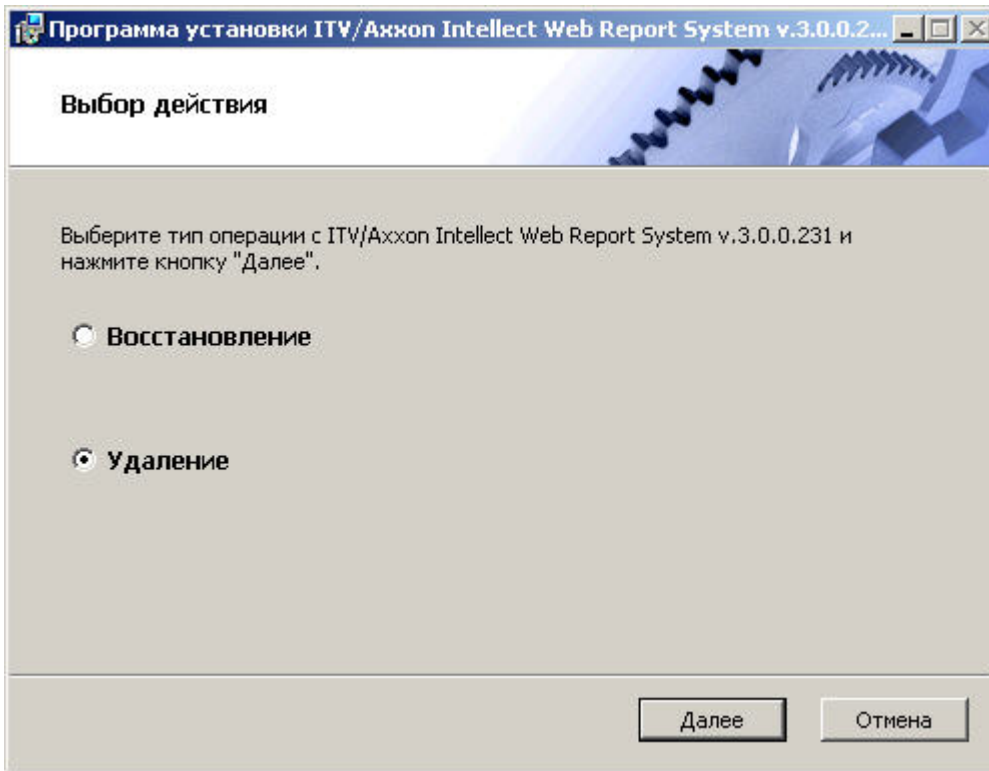 Программа установки ITV/Axxon Intellect Web Report System v.3.0.0.2...
Выбор действия
Выберите тип операции с ITV/Axxon Intellect Web Report System v.3.0.0.231 и
нажмите кнопку "Далее".
Восстановление
Удаление
Далее
Отмена